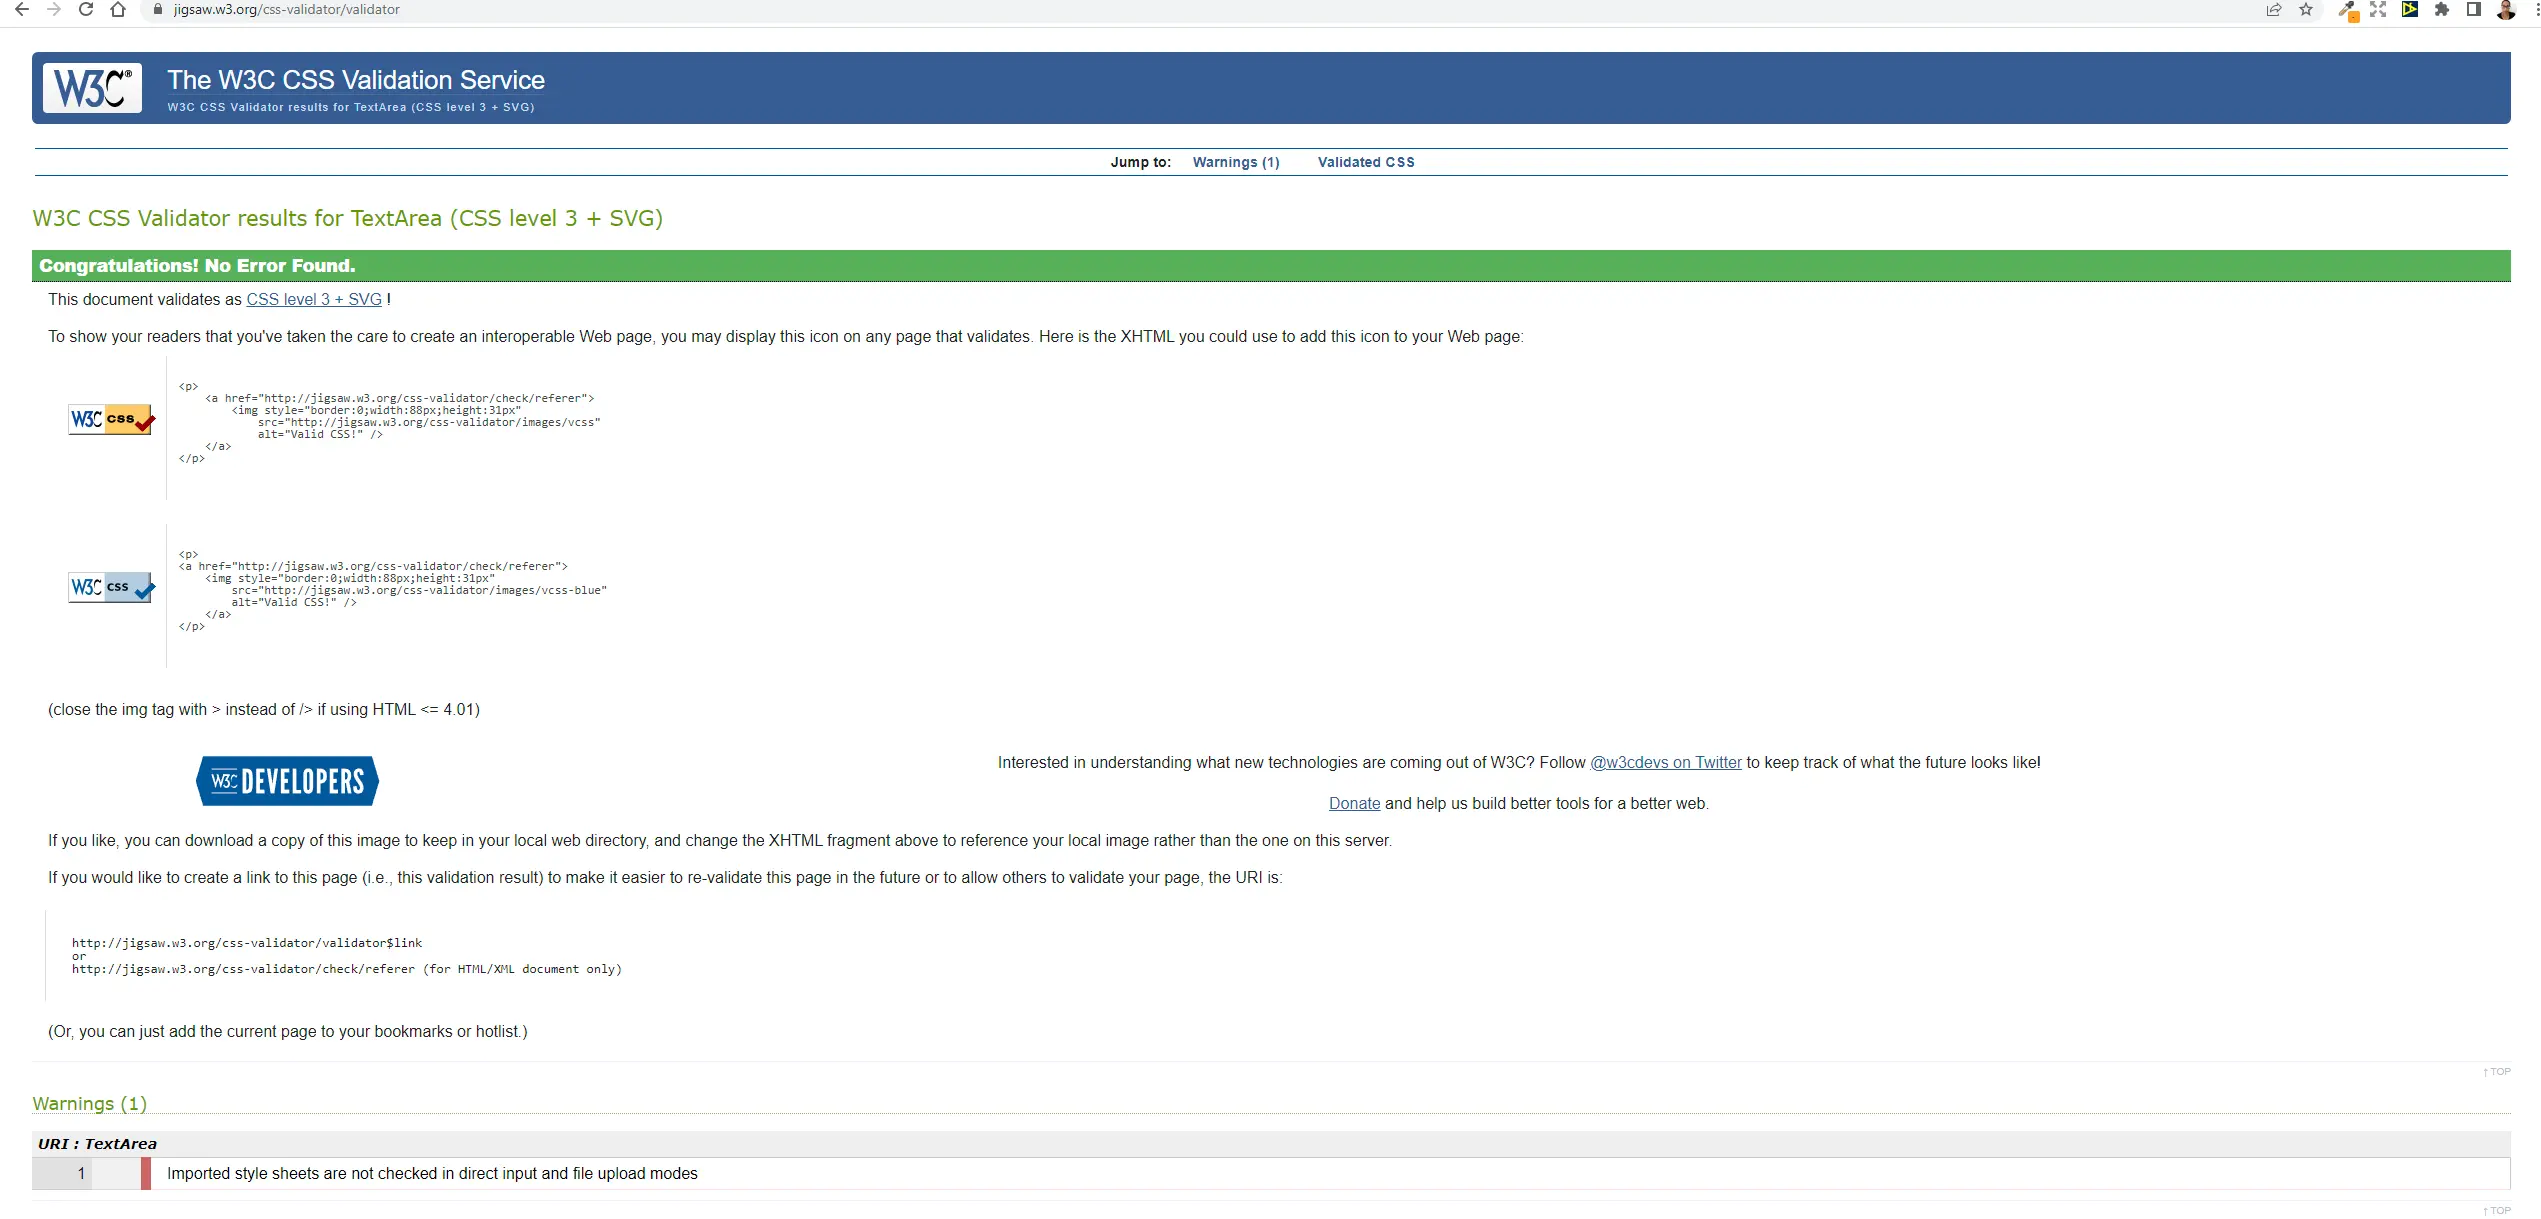 jigsaw.w3.org/css-validator/validator
W3C®
The W3C CSS Validation Service
W3C CSS Validator results for TextArea (CSS level 3 + SVG)
Jump to: Warnings (1) Validated CSS
W3C CSS Validator results for TextArea (CSS level 3 + SVG)
Congratulations! No Error Found.
This document validates as CSS level 3 + SVG !
To show your readers that you've taken the care to create an interoperable Web page, you may display this icon on any page that validates. Here is the XHTML you could use to add this icon to your Web page:
W3C css
<p>
<a href="http://jigsaw.w3.org/css-validator/check/referer">
<img style="border:0;width:88px;height:31px"
src="http://jigsaw.w3.org/css-validator/images/vcss"
alt="Valid CSS!" />
</a>
</p>
W3C css
<p>
<a href="http://jigsaw.w3.org/css-validator/check/referer">
<img style="border:0;width:88px;height:31px"
src="http://jigsaw.w3.org/css-validator/images/vcss-blue"
alt="Valid CSS!" />
</a>
</p>
(close the img tag with > instead of /> if using HTML <= 4.01)
W3C DEVELOPERS
Interested in understanding what new technologies are coming out of W3C? Follow @w3cdevs on Twitter to keep track of what the future looks like!
Donate and help us build better tools for a better web.
If you like, you can download a copy of this image to keep in your local web directory, and change the XHTML fragment above to reference your local image rather than the one on this server.
If you would like to create a link to this page (i.e., this validation result) to make it easier to re-validate this page in the future or to allow others to validate your page, the URI is:
http://jigsaw.w3.org/css-validator/validator$link
or
http://jigsaw.w3.org/css-validator/check/referer (for HTML/XML document only)
(Or, you can just add the current page to your bookmarks or hotlist.)
↑ TOP
Warnings (1)
URI : TextArea
1 Imported style sheets are not checked in direct input and file upload modes
↑ TOP